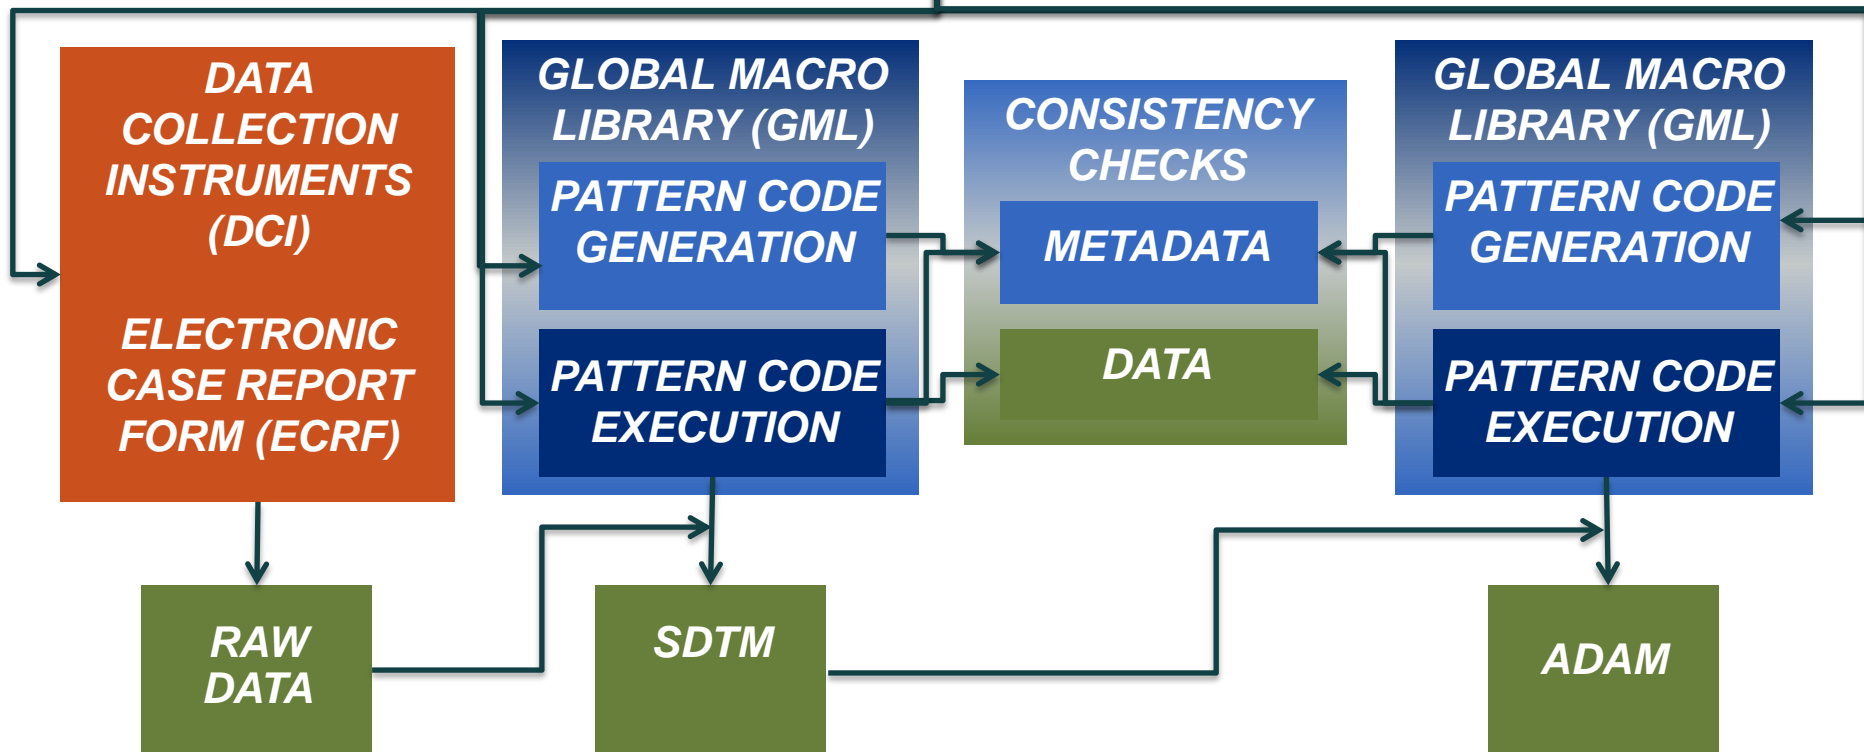 DATA
COLLECTION
INSTRUMENTS
(DCI)
ELECTRONIC
CASE REPORT
FORM (ECRF)
GLOBAL MACRO
LIBRARY (GML)
PATTERN CODE
GENERATION
PATTERN CODE
EXECUTION
CONSISTENCY
CHECKS
METADATA
DATA
GLOBAL MACRO
LIBRARY (GML)
PATTERN CODE
GENERATION
PATTERN CODE
EXECUTION
RAW
DATA
SDTM
ADAM